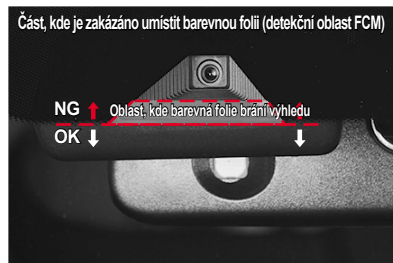 Část, kde je zakázáno umístit barevnou folii (detekční oblast FCM)
NG
Oblast, kde barevná folie brání výhledu
OK